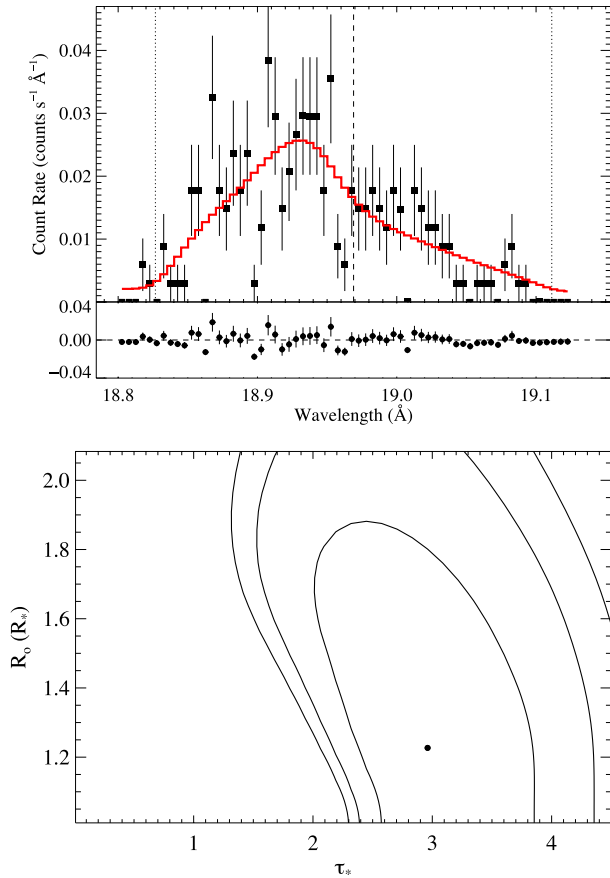 0.04
0.03
0.02
0.01
Count Rate (counts s⁻¹ Å⁻¹)
0.04
0.00
−0.04
18.8 18.9 19.0 19.1
Wavelength (Å)
2.0
1.8
1.6
1.4
1.2
R₀ (R*)
1 2 3 4
τ*